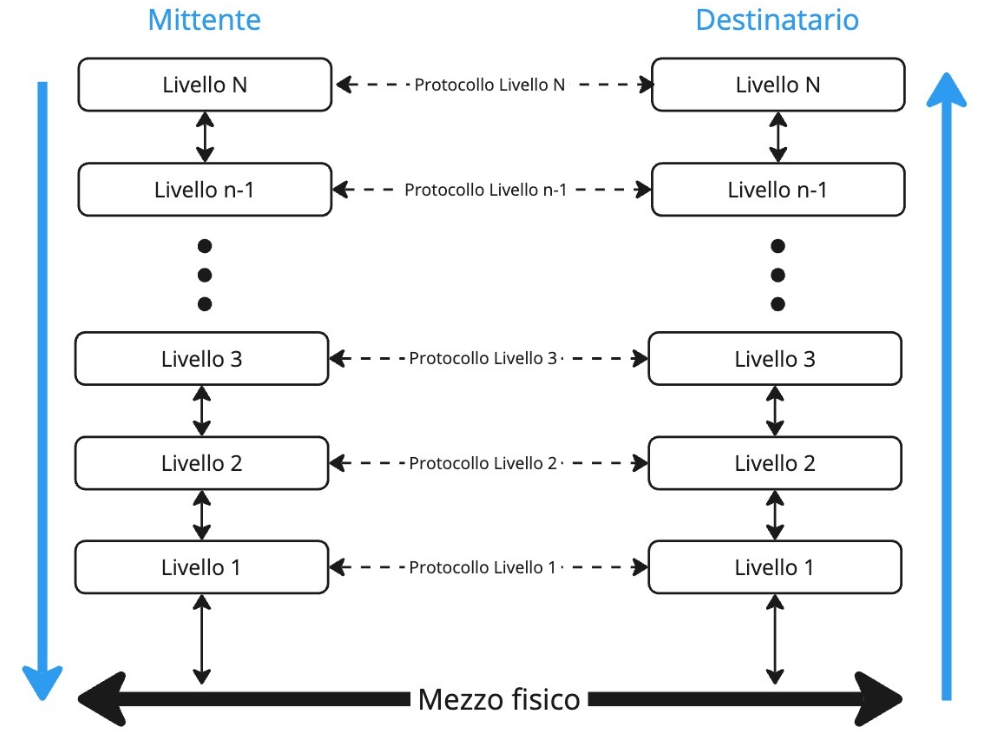 Mittente
Destinatario
Livello N
Protocollo Livello N
Livello N
Livello n-1
Protocollo Livello n-1
Livello n-1
Livello 3
Protocollo Livello 3
Livello 3
Livello 2
Protocollo Livello 2
Livello 2
Livello 1
Protocollo Livello 1
Livello 1
Mezzo fisico